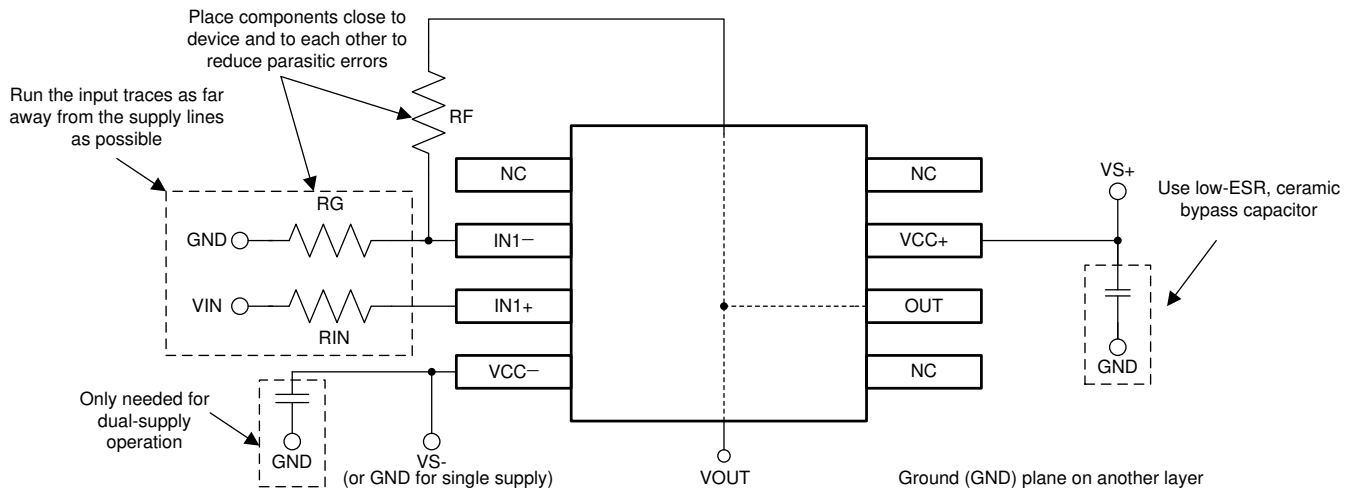 Place components close to
device and to each other to
reduce parasitic errors
Run the input traces as far
away from the supply lines
as possible
RF
NC
NC
VS+
Use low-ESR, ceramic
bypass capacitor
RG
GND
IN1−
VCC+
VIN
IN1+
OUT
RIN
GND
VCC−
NC
Only needed for
dual-supply
operation
GND
VS-
(or GND for single supply)
VOUT
Ground (GND) plane on another layer